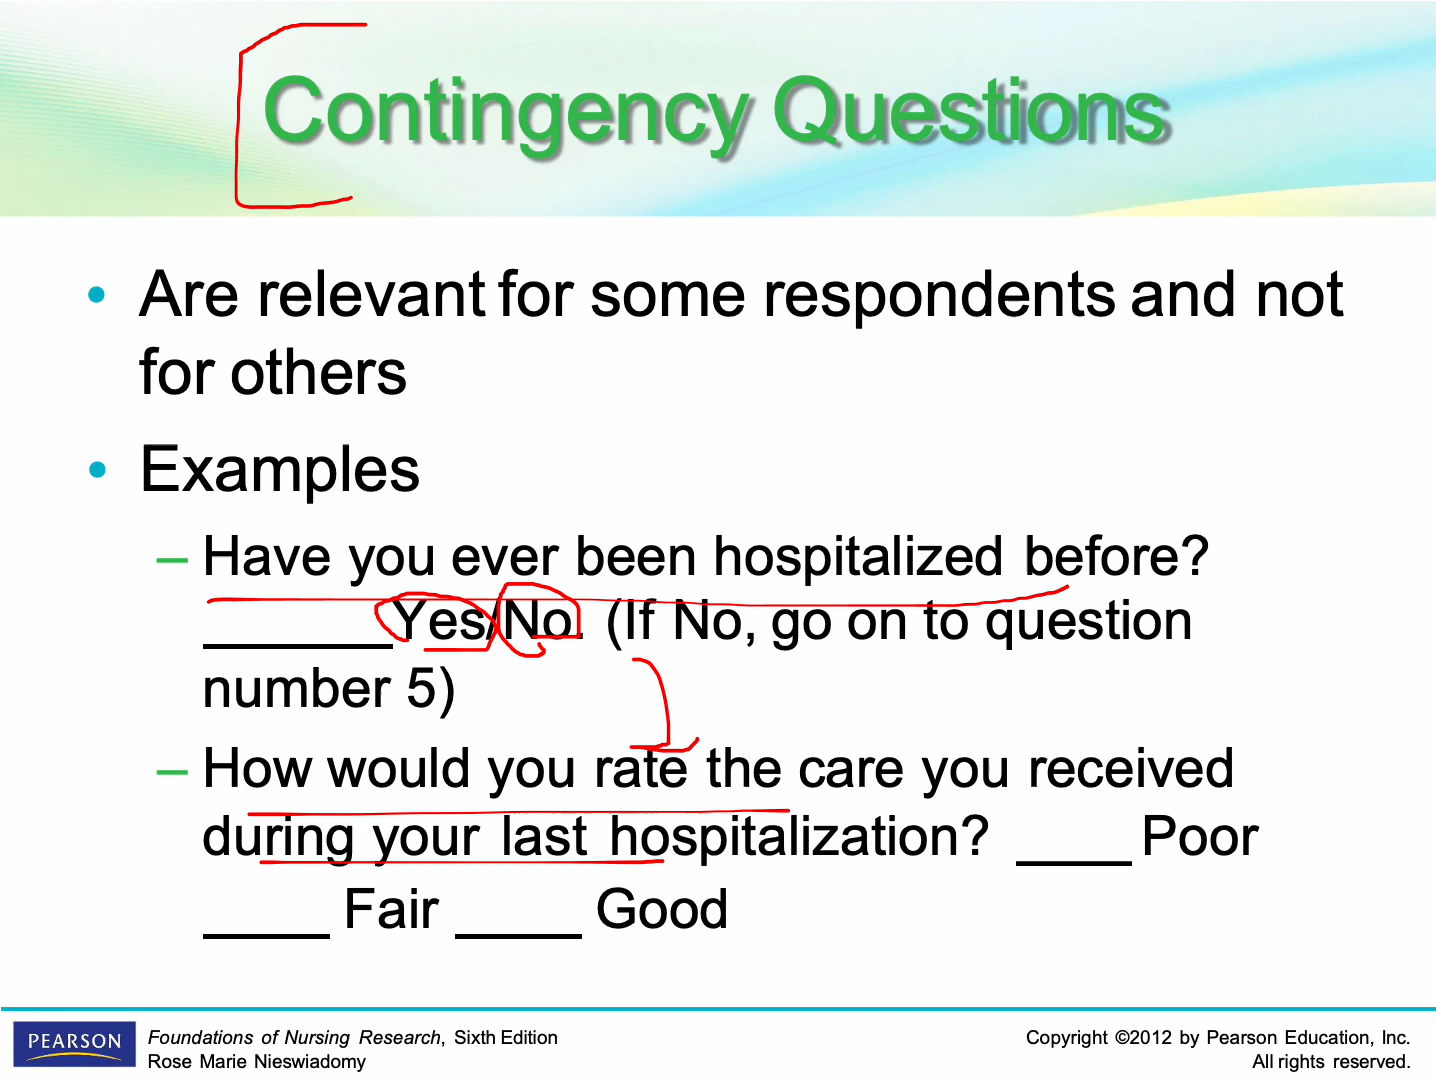 Contingency Questions
• Are relevant for some respondents and not
for others
• Examples
– Have you ever been hospitalized before?
_______Yes/No. (If No, go on to question
number 5)
– How would you rate the care you received
during your last hospitalization? ____ Poor
____ Fair ____ Good
PEARSON
Foundations of Nursing Research, Sixth Edition
Rose Marie Nieswiadomy
Copyright ©2012 by Pearson Education, Inc.
All rights reserved.